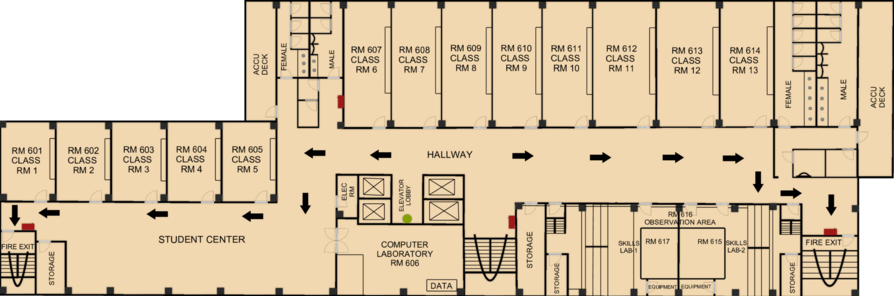 ACCU
DECK
FEMALE
MALE
RM 607
CLASS
RM 6
RM 608
CLASS
RM 7
RM 609
CLASS
RM 8
RM 610
CLASS
RM 9
RM 611
CLASS
RM 10
RM 612
CLASS
RM 11
RM 613
CLASS
RM 12
RM 614
CLASS
RM 13
FEMALE
MALE
ACCU
DECK
RM 601
CLASS
RM 1
RM 602
CLASS
RM 2
RM 603
CLASS
RM 3
RM 604
CLASS
RM 4
RM 605
CLASS
RM 5
HALLWAY
ELEC
RM
ELEVATOR
LOBBY
FIRE EXIT
STORAGE
STUDENT CENTER
COMPUTER
LABORATORY
RM 606
DATA
STORAGE
STORAGE
RM 616
OBSERVATION AREA
SKILLS
LAB-1
RM 617
RM 615
SKILLS
LAB-2
EQUIPMENT
EQUIPMENT
STORAGE
FIRE EXIT